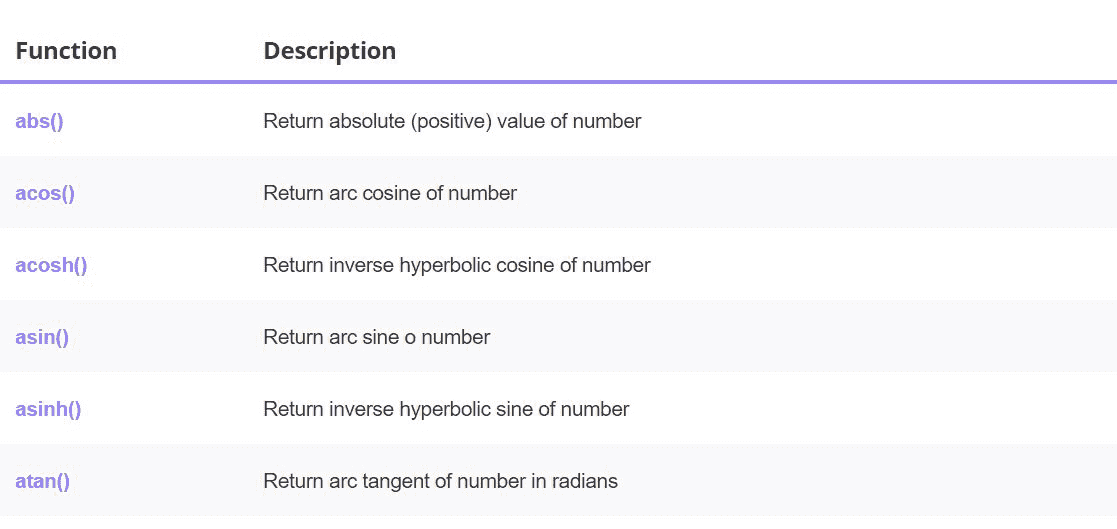 Function Description
abs() Return absolute (positive) value of number
acos() Return arc cosine of number
acosh() Return inverse hyperbolic cosine of number
asin() Return arc sine o number
asinh() Return inverse hyperbolic sine of number
atan() Return arc tangent of number in radians